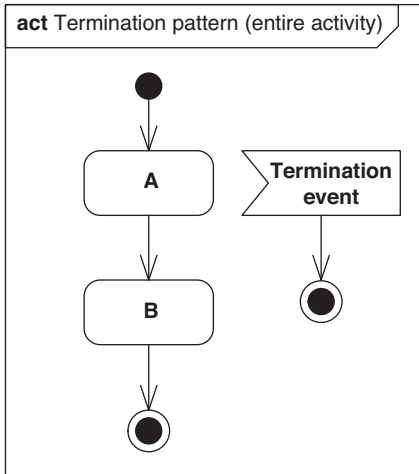 act Termination pattern (entire activity)
A
Termination
event
B